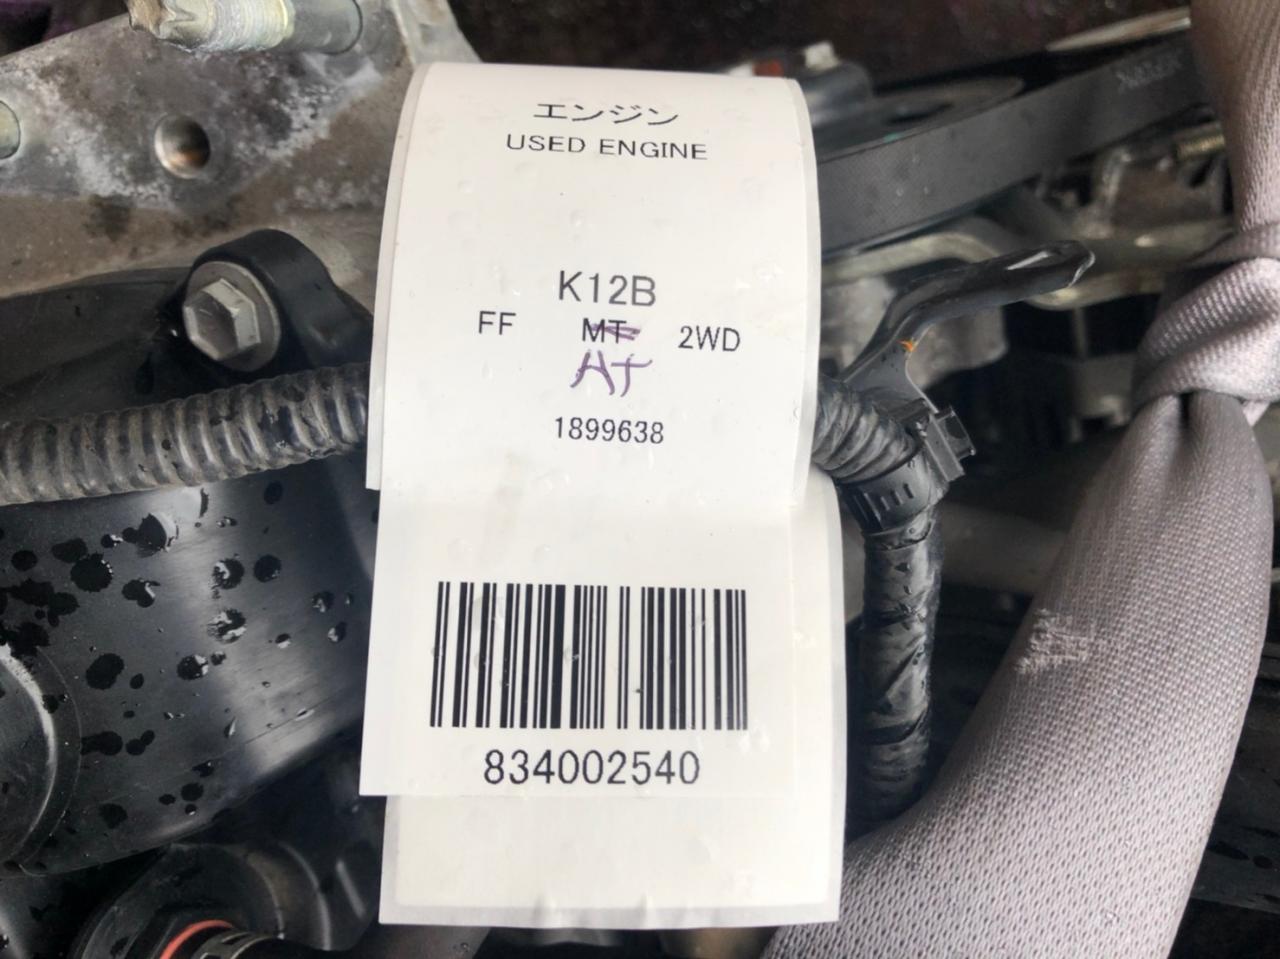 エンジン
USED ENGINE
K12B
FF MT 2WD
AT
1899638
834002540